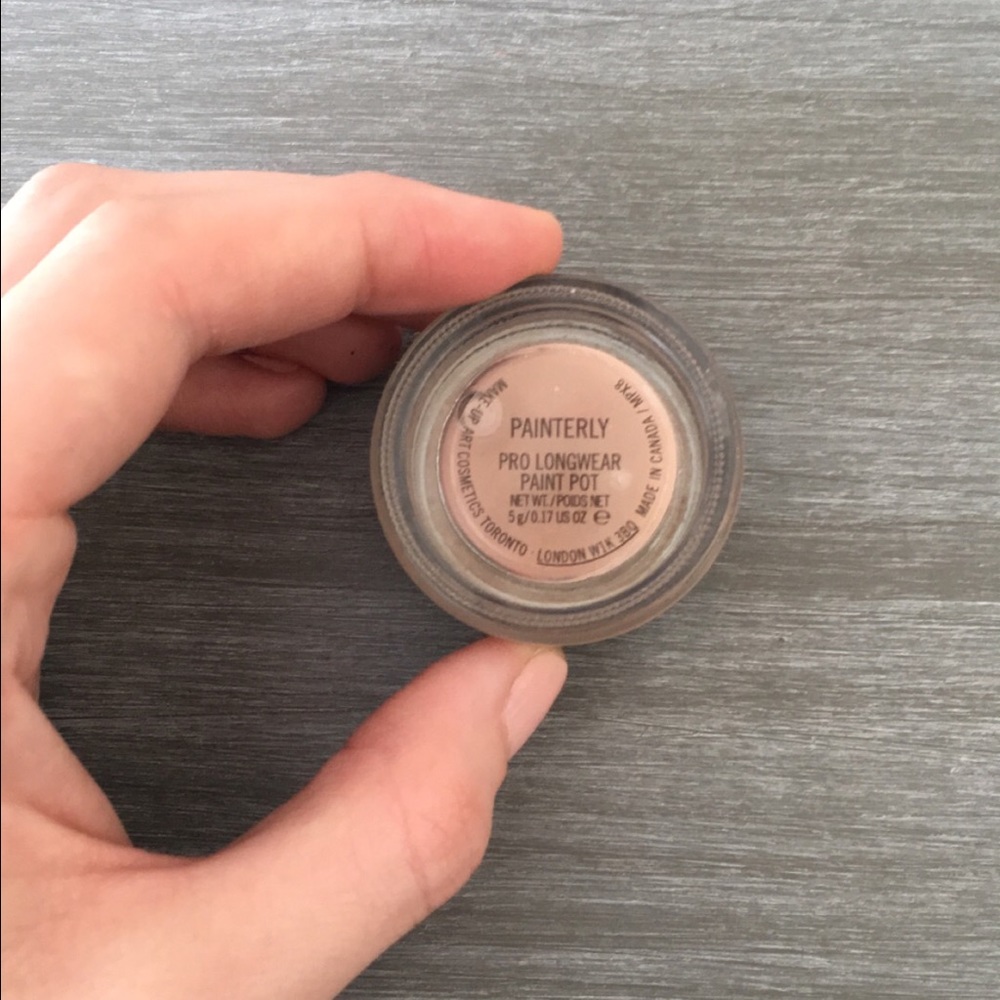 PAINTERLY
PRO LONGWEAR
PAINT POT
NET WT./POIDS NET
5 g/0.17 US OZ ℮
MAKE-UP ART COSMETICS TORONTO · LONDON W1K 3BQ MADE IN CANADA / MPX8